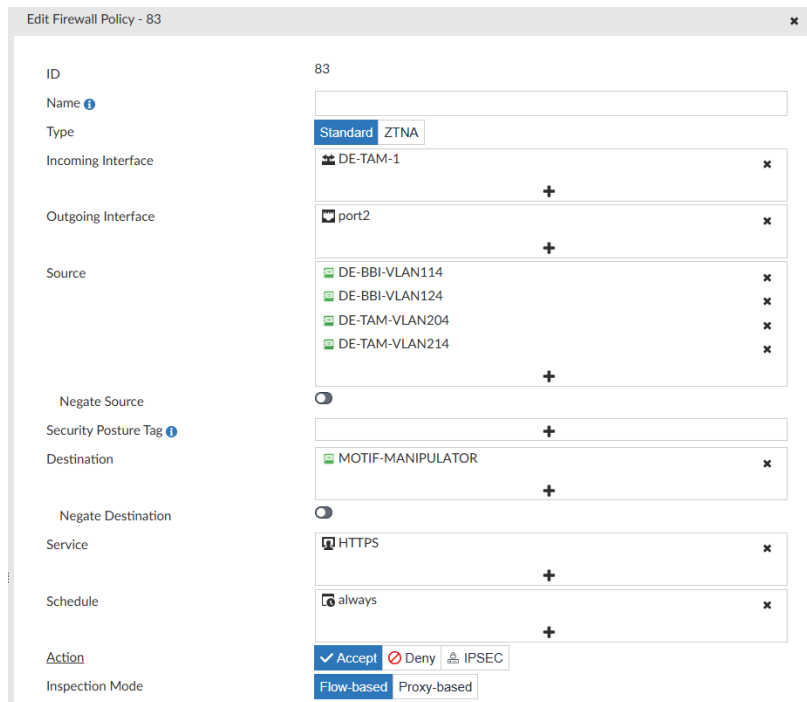 Edit Firewall Policy - 83
ID 83
Name
Type Standard ZTNA
Incoming Interface DE-TAM-1
Outgoing Interface port2
Source DE-BBI-VLAN114
DE-BBI-VLAN124
DE-TAM-VLAN204
DE-TAM-VLAN214
Negate Source
Security Posture Tag
Destination MOTIF-MANIPULATOR
Negate Destination
Service HTTPS
Schedule always
Action Accept Deny IPSEC
Inspection Mode Flow-based Proxy-based